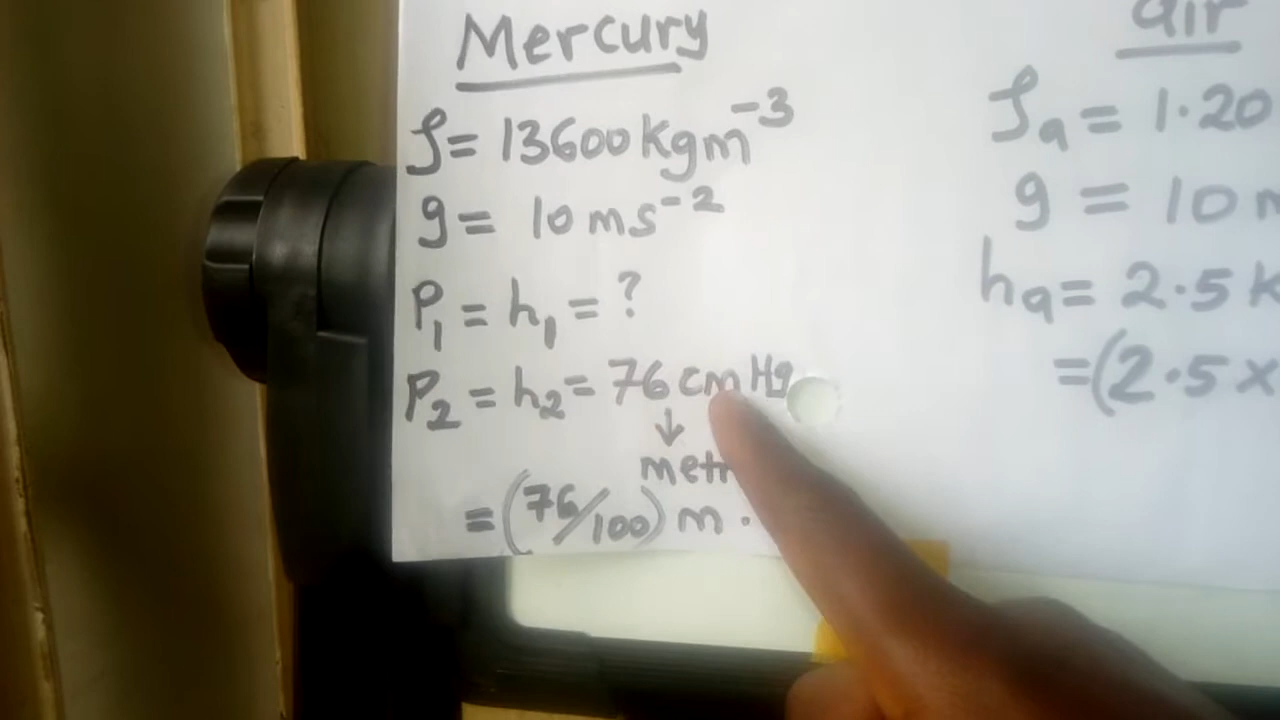 Mercury
ρ= 13600 kgm⁻³
g= 10 ms⁻²
P₁ = h₁ = ?
P₂ = h₂ = 76 cm Hg
↓
= (76/100) m.
air
ρₐ = 1.20
g = 10
hₐ = 2.5
=(2.5 x